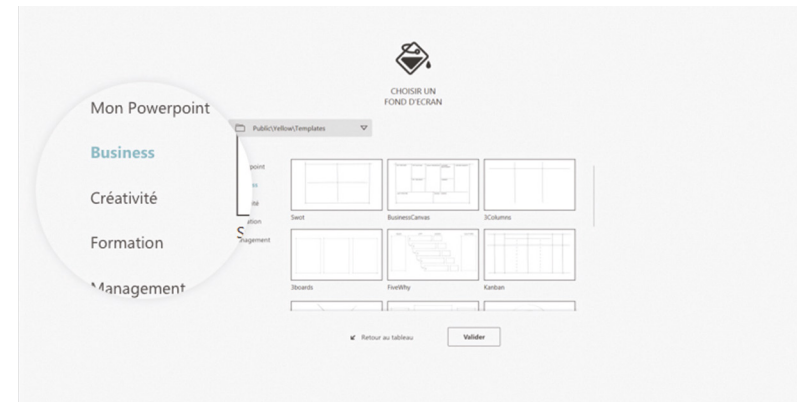 CHOISIR UN
FOND D'ECRAN
Public\Yellow\Templates
Mon Powerpoint
Business
Créativité
Formation
Management
Swot
BusinessCanvas
3Columns
3boards
FiveWhy
Kanban
Retour au tableau
Valider